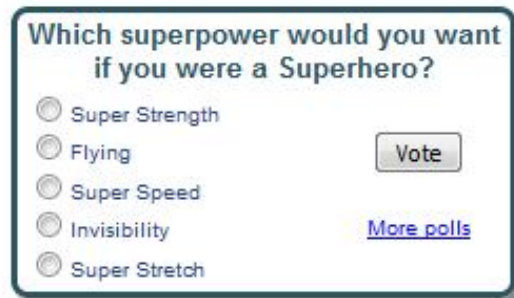 Which superpower would you want
if you were a Superhero?
Super Strength
Flying
Vote
Super Speed
Invisibility
More polls
Super Stretch